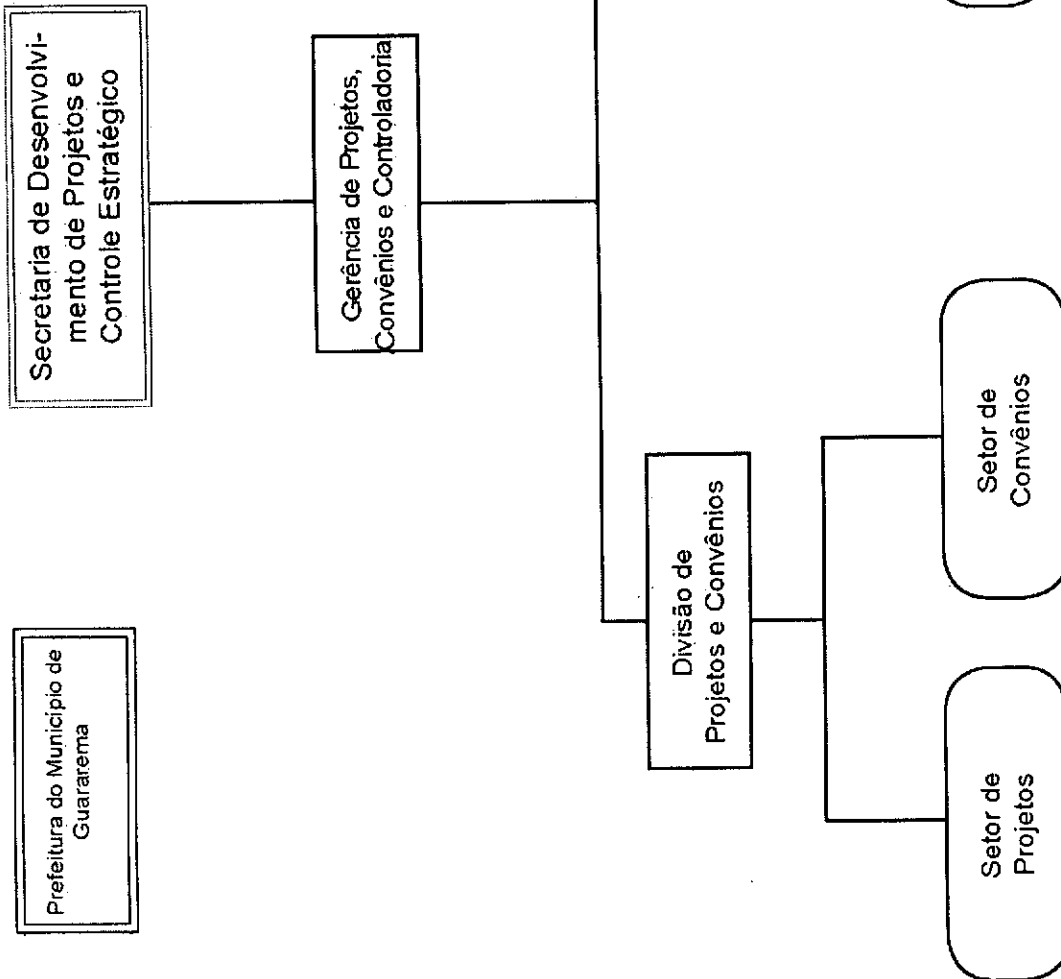 Prefeitura do Município de
Guararema
Secretaria de Desenvolvi-
mento de Projetos e
Controle Estratégico
Gerência de Projetos,
Convênios e Controladoria
Divisão de
Projetos e Convênios
Setor de
Projetos
Setor de
Convênios